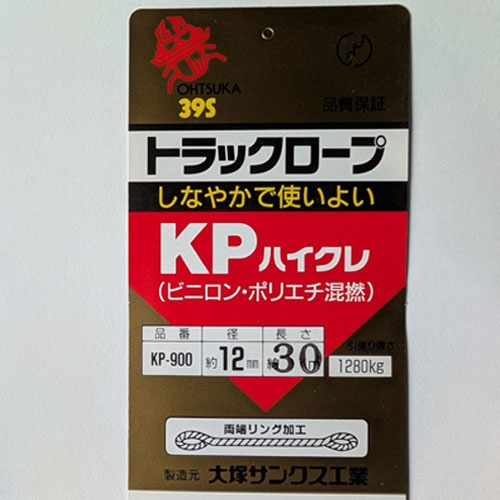 OHTSUKA
39S
品質保証
トラックロープ
しなやかで使いよい
KPハイクレ
(ビニロン・ポリエチ混撚)
品番 径 長さ 引張り強さ
KP-900 約12mm 約30m 1280kg
両端リング加工
製造元 大塚サンクス工業